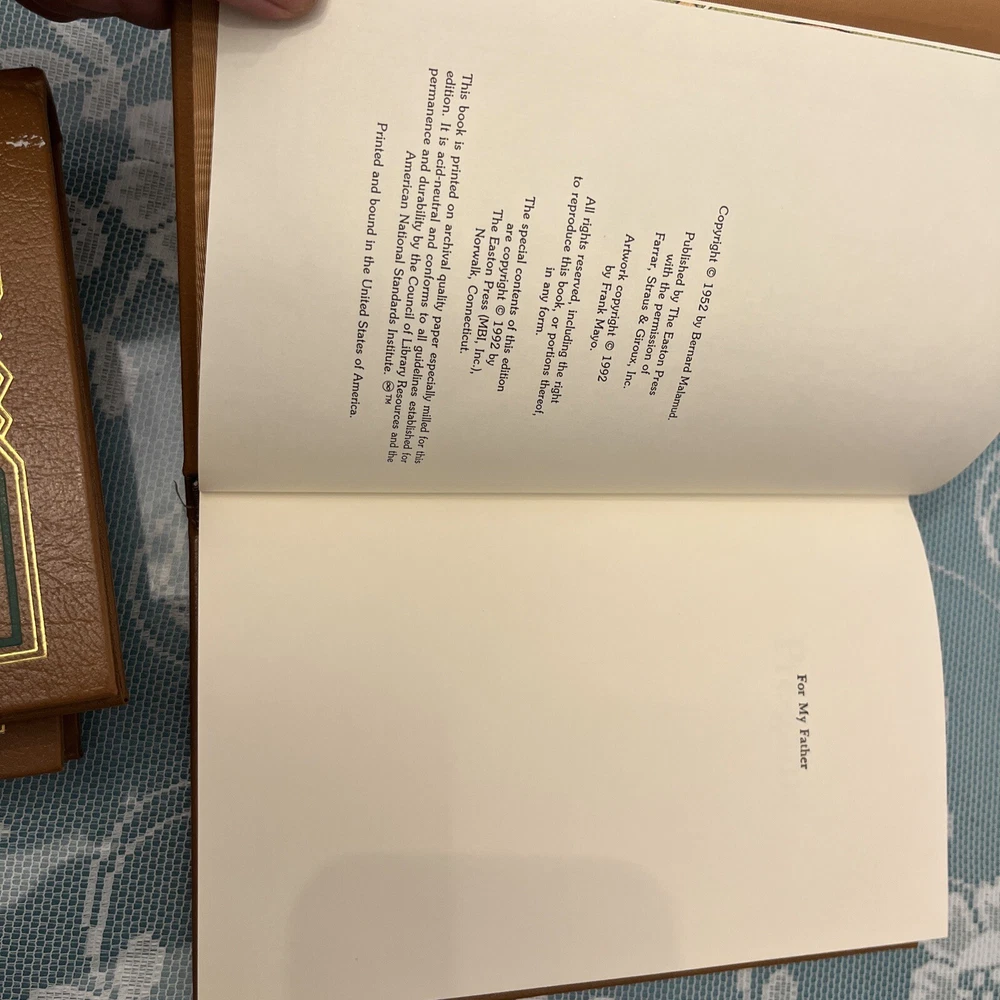 Copyright © 1952 by Bernard Malamud.
Published by The Easton Press
with the permission of
Farrar, Straus & Giroux, Inc.
Artwork copyright © 1992
by Frank Mayo.
All rights reserved, including the right
to reproduce this book, or portions thereof,
in any form.
The special contents of this edition
are copyright © 1992 by
The Easton Press (MBI, Inc.),
Norwalk, Connecticut.
This book is printed on archival quality paper especially milled for this
edition. It is acid-neutral and conforms to all guidelines established for
permanence and durability by the Council of Library Resources and the
American National Standards Institute. ♾™
Printed and bound in the United States of America.
For My Father